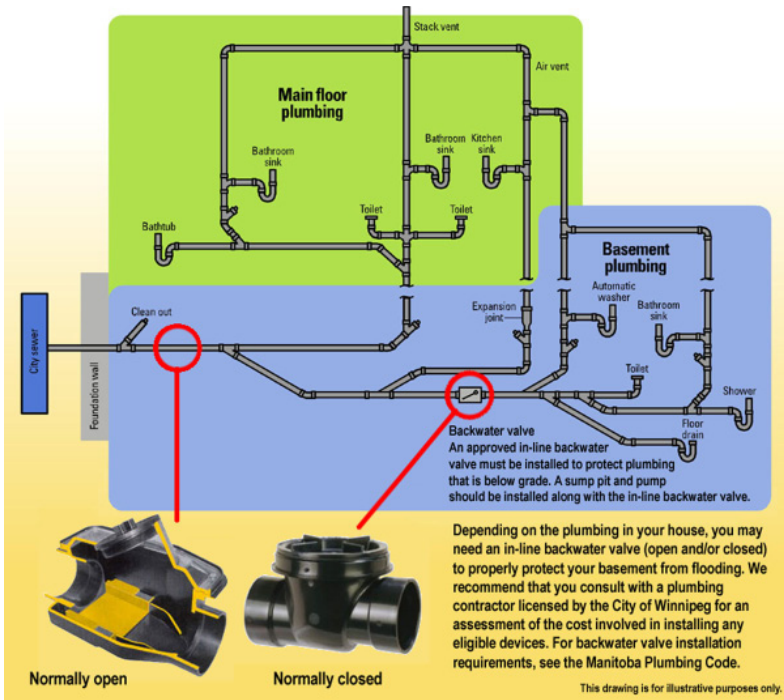 Stack vent
Air vent
Main floor
plumbing
Bathroom
sink
Bathroom
sink
Kitchen
sink
Toilet
Toilet
Bathtub
Basement
plumbing
Clean out
Expansion
joint
Automatic
washer
Bathroom
sink
City sewer
Foundation wall
Toilet
Shower
Floor
drain
Backwater valve
An approved in-line backwater
valve must be installed to protect plumbing
that is below grade. A sump pit and pump
should be installed along with the in-line backwater valve.
Depending on the plumbing in your house, you may
need an in-line backwater valve (open and/or closed)
to properly protect your basement from flooding. We
recommend that you consult with a plumbing
contractor licensed by the City of Winnipeg for an
assessment of the cost involved in installing any
eligible devices. For backwater valve installation
requirements, see the Manitoba Plumbing Code.
Normally open
Normally closed
This drawing is for illustrative purposes only.